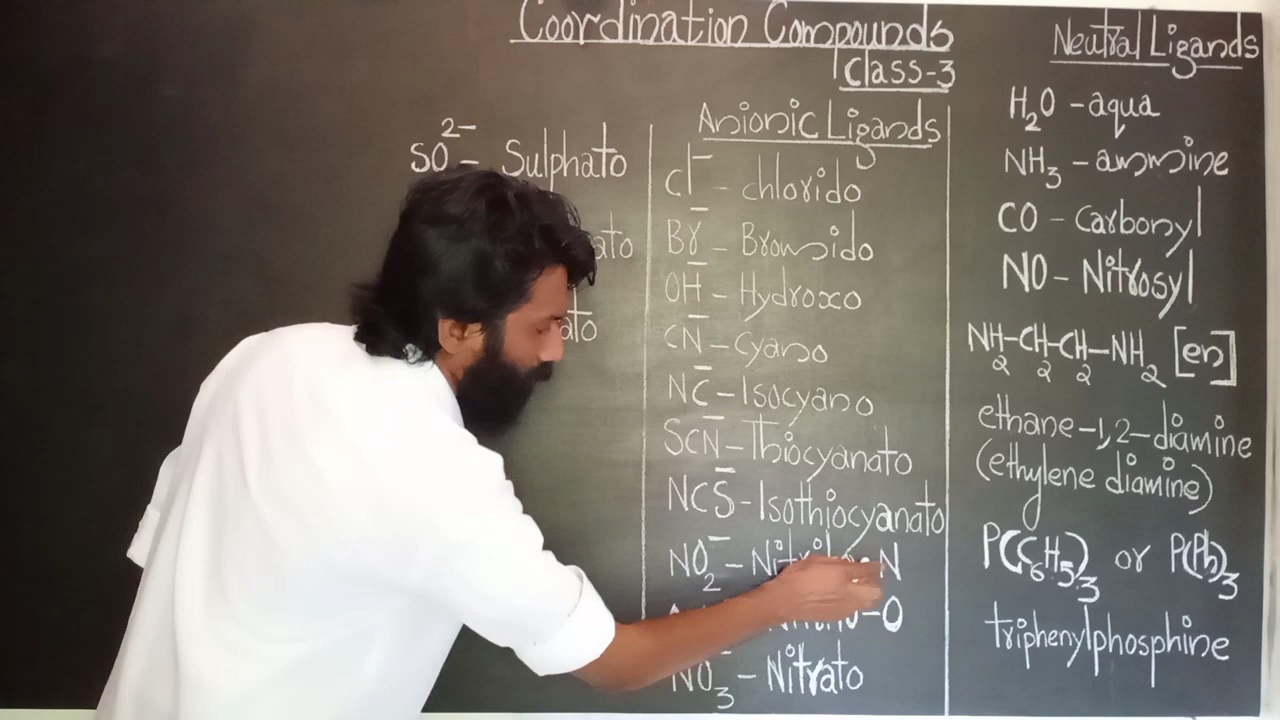 Coordination Compounds
Class-3
SO 2- – Sulphato
Anionic Ligands
Cl⁻ – chlorido
Br⁻ – Bromido
OH⁻ – Hydroxo
CN⁻ – Cyano
NC⁻ – Isocyano
SCN⁻ – Thiocyanato
NCS⁻ – Isothiocyanato
NO₂⁻ – N
O
NO₃⁻ – Nitrato
Neutral Ligands
H₂O – aqua
NH₃ – ammine
CO – Carbonyl
NO – Nitrosyl
NH₂–CH₂–CH₂–NH₂ [en]
ethane–1,2–diamine
(ethylene diamine)
P(C₆H₅)₃ or P(Ph)₃
triphenylphosphine